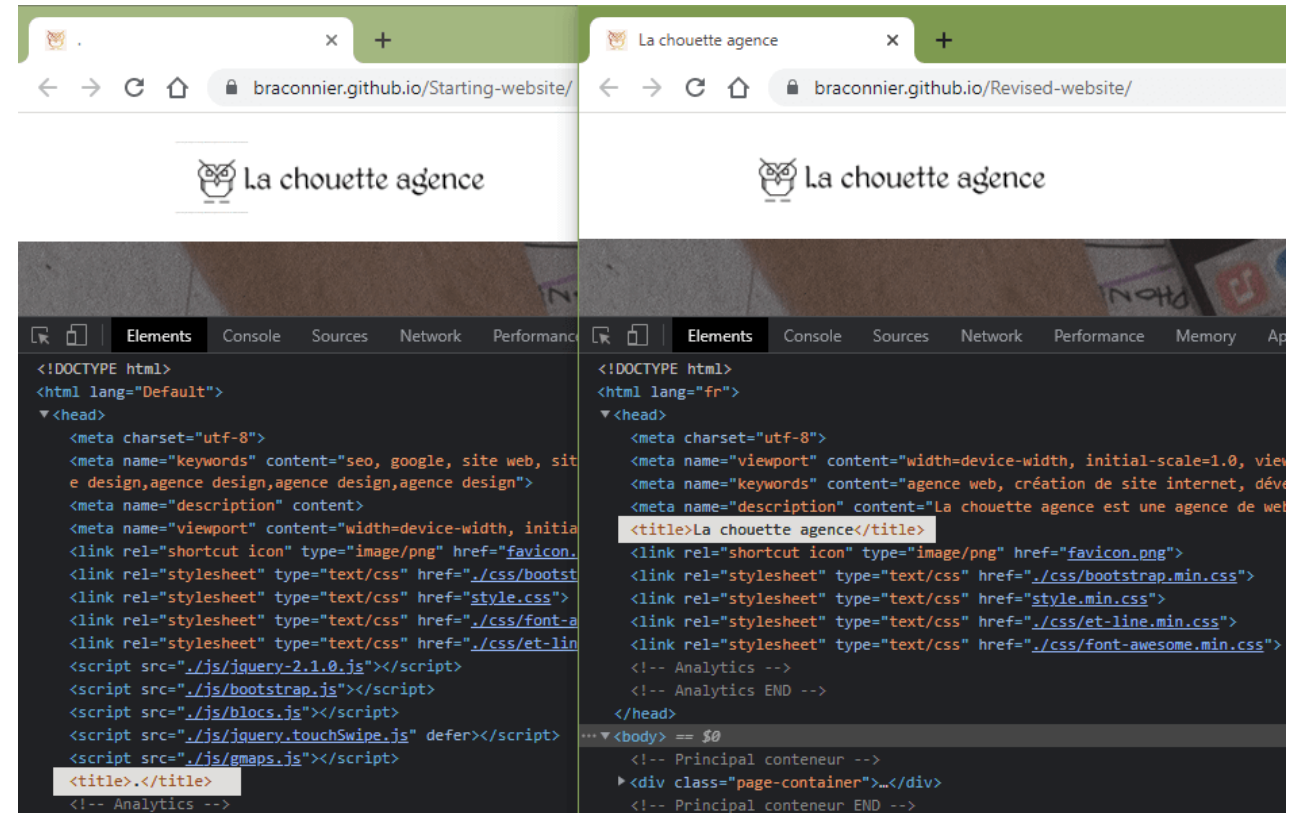 .
braconnier.github.io/Starting-website/
La chouette agence
Elements Console Sources Network Performance
<!DOCTYPE html>
<html lang="Default">
▼<head>
<meta charset="utf-8">
<meta name="keywords" content="seo, google, site web, sit
e design,agence design,agence design,agence design">
<meta name="description" content>
<meta name="viewport" content="width=device-width, initia
<link rel="shortcut icon" type="image/png" href="favicon.
<link rel="stylesheet" type="text/css" href="./css/bootst
<link rel="stylesheet" type="text/css" href="style.css">
<link rel="stylesheet" type="text/css" href="./css/font-a
<link rel="stylesheet" type="text/css" href="./css/et-lin
<script src="./js/jquery-2.1.0.js"></script>
<script src="./js/bootstrap.js"></script>
<script src="./js/blocs.js"></script>
<script src="./js/jquery.touchSwipe.js" defer></script>
<script src="./js/gmaps.js"></script>
<title>.</title>
<!-- Analytics -->
La chouette agence
braconnier.github.io/Revised-website/
La chouette agence
Elements Console Sources Network Performance Memory Ap
<!DOCTYPE html>
<html lang="fr">
▼<head>
<meta charset="utf-8">
<meta name="viewport" content="width=device-width, initial-scale=1.0, view
<meta name="keywords" content="agence web, création de site internet, déve
<meta name="description" content="La chouette agence est une agence de web
<title>La chouette agence</title>
<link rel="shortcut icon" type="image/png" href="favicon.png">
<link rel="stylesheet" type="text/css" href="./css/bootstrap.min.css">
<link rel="stylesheet" type="text/css" href="style.min.css">
<link rel="stylesheet" type="text/css" href="./css/et-line.min.css">
<link rel="stylesheet" type="text/css" href="./css/font-awesome.min.css">
<!-- Analytics -->
<!-- Analytics END -->
</head>
···▼<body> == $0
<!-- Principal conteneur -->
▶<div class="page-container">…</div>
<!-- Principal conteneur END -->